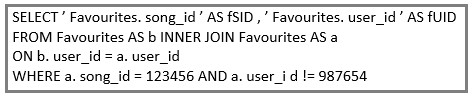 SELECT ’ Favourites. song_id ’ AS fSID , ’ Favourites. user_id ’ AS fUID
FROM Favourites AS b INNER JOIN Favourites AS a
ON b. user_id = a. user_id
WHERE a. song_id = 123456 AND a. user_i d != 987654